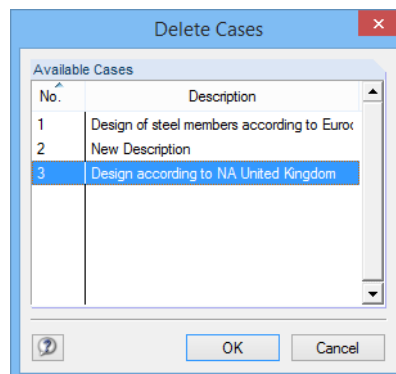 Delete Cases
Available Cases
No. Description
1 Design of steel members according to Euroc
2 New Description
3 Design according to NA United Kingdom
OK Cancel